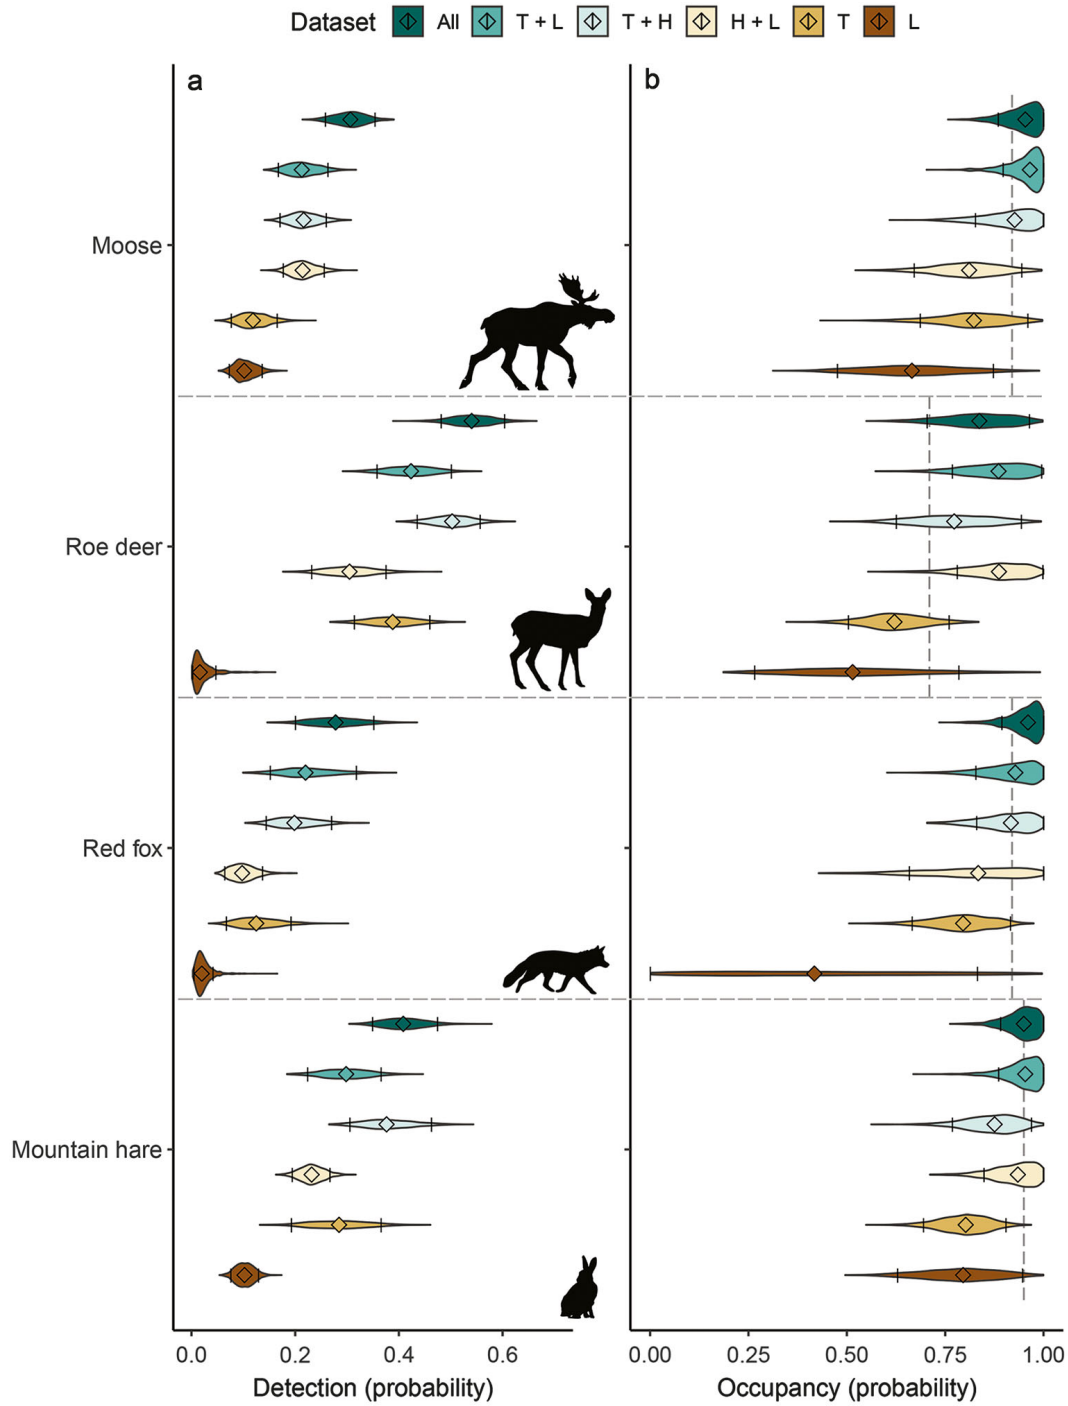 Dataset All T + L T + H H + L T L
a b
Moose
Roe deer
Red fox
Mountain hare
0.0 0.2 0.4 0.6 0.00 0.25 0.50 0.75 1.00
Detection (probability) Occupancy (probability)